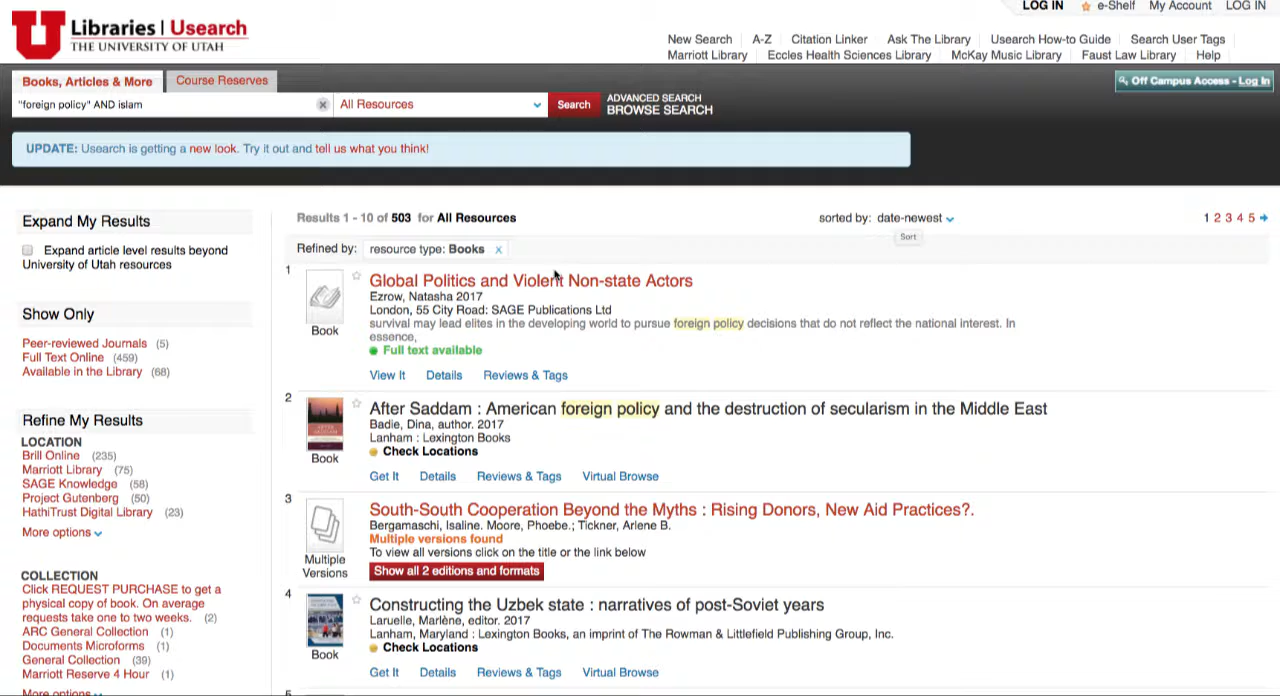 LOG IN e-Shelf My Account LOG IN
U Libraries | Usearch
THE UNIVERSITY OF UTAH
New Search A-Z Citation Linker Ask The Library Usearch How-to Guide Search User Tags
Marriott Library Eccles Health Sciences Library McKay Music Library Faust Law Library Help
Books, Articles & More Course Reserves
Off Campus Access - Log In
"foreign policy" AND islam All Resources Search ADVANCED SEARCH
BROWSE SEARCH
UPDATE: Usearch is getting a new look. Try it out and tell us what you think!
Expand My Results
Expand article level results beyond
University of Utah resources
Show Only
Peer-reviewed Journals (5)
Full Text Online (459)
Available in the Library (68)
Refine My Results
LOCATION
Brill Online (235)
Marriott Library (75)
SAGE Knowledge (58)
Project Gutenberg (50)
HathiTrust Digital Library (23)
More options
COLLECTION
Click REQUEST PURCHASE to get a
physical copy of book. On average
requests take one to two weeks. (2)
ARC General Collection (1)
Documents Microforms (1)
General Collection (39)
Marriott Reserve 4 Hour (1)
More options
Results 1 - 10 of 503 for All Resources sorted by: date-newest 1 2 3 4 5
Sort
Refined by: resource type: Books x
1
Book
Global Politics and Violent Non-state Actors
Ezrow, Natasha 2017
London, 55 City Road: SAGE Publications Ltd
survival may lead elites in the developing world to pursue foreign policy decisions that do not reflect the national interest. In
essence,
Full text available
View It Details Reviews & Tags
2
Book
After Saddam : American foreign policy and the destruction of secularism in the Middle East
Badie, Dina, author. 2017
Lanham : Lexington Books
Check Locations
Get It Details Reviews & Tags Virtual Browse
3
Multiple
Versions
South-South Cooperation Beyond the Myths : Rising Donors, New Aid Practices?.
Bergamaschi, Isaline. Moore, Phoebe.; Tickner, Arlene B.
Multiple versions found
To view all versions click on the title or the link below
Show all 2 editions and formats
4
Book
Constructing the Uzbek state : narratives of post-Soviet years
Laruelle, Marlène, editor. 2017
Lanham, Maryland : Lexington Books, an imprint of The Rowman & Littlefield Publishing Group, Inc.
Check Locations
Get It Details Reviews & Tags Virtual Browse
5